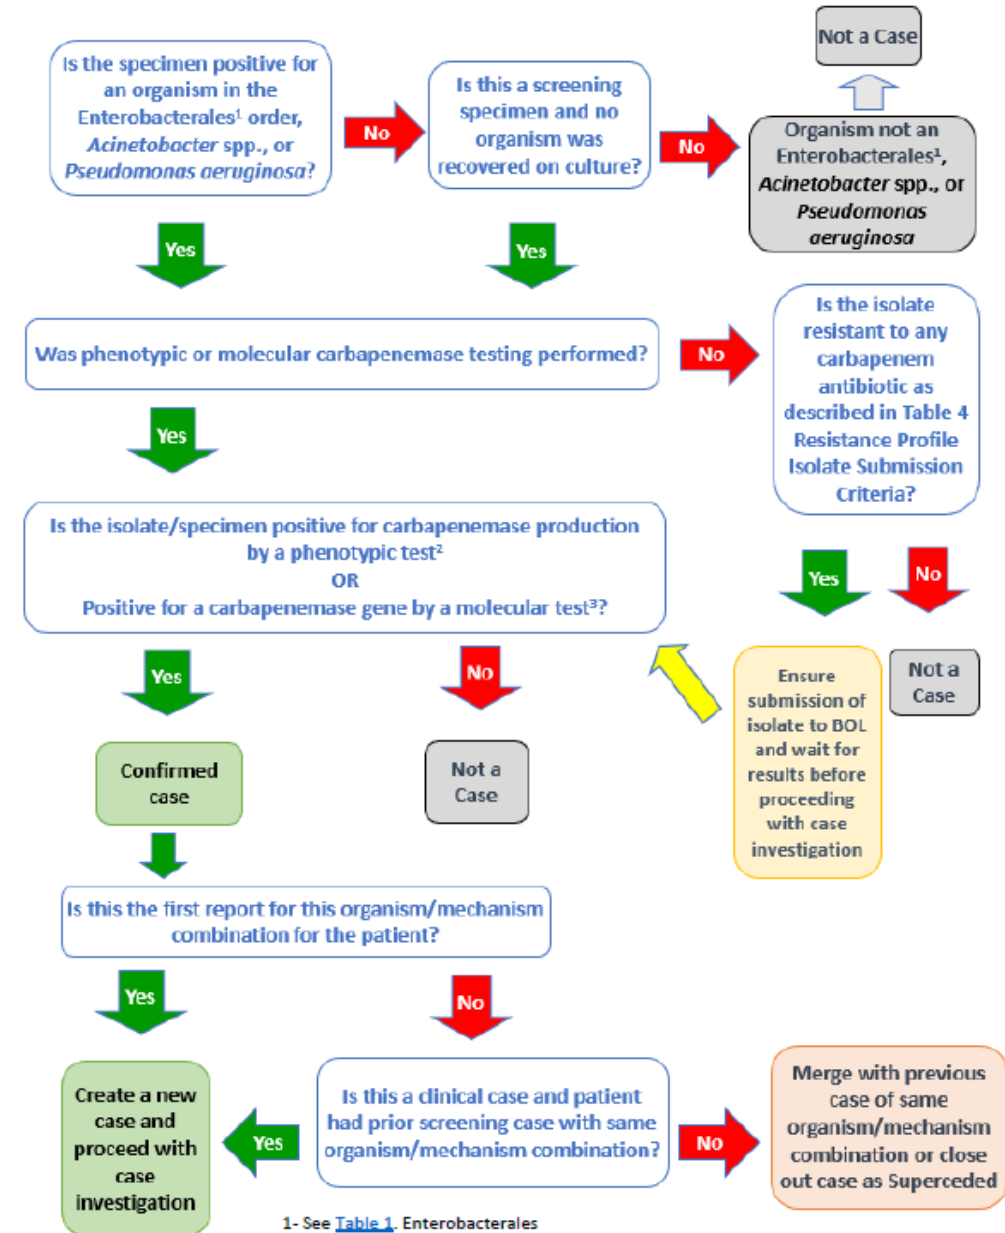 Is the specimen positive for
an organism in the
Enterobacterales¹ order,
Acinetobacter spp., or
Pseudomonas aeruginosa?
No
Is this a screening
specimen and no
organism was
recovered on culture?
No
Not a Case
Organism not an
Enterobacterales¹,
Acinetobacter spp., or
Pseudomonas
aeruginosa
Yes
Yes
Was phenotypic or molecular carbapenemase testing performed?
No
Is the isolate
resistant to any
carbapenem
antibiotic as
described in Table 4
Resistance Profile
Isolate Submission
Criteria?
Yes
Is the isolate/specimen positive for carbapenemase production
by a phenotypic test²
OR
Positive for a carbapenemase gene by a molecular test³?
Yes
No
Ensure
submission of
isolate to BOL
and wait for
results before
proceeding
with case
investigation
Not a
Case
Yes
No
Confirmed
case
Not a
Case
Is this the first report for this organism/mechanism
combination for the patient?
Yes
No
Create a new
case and
proceed with
case
investigation
Yes
Is this a clinical case and patient
had prior screening case with same
organism/mechanism combination?
No
Merge with previous
case of same
organism/mechanism
combination or close
out case as Superceded
1- See Table 1. Enterobacterales